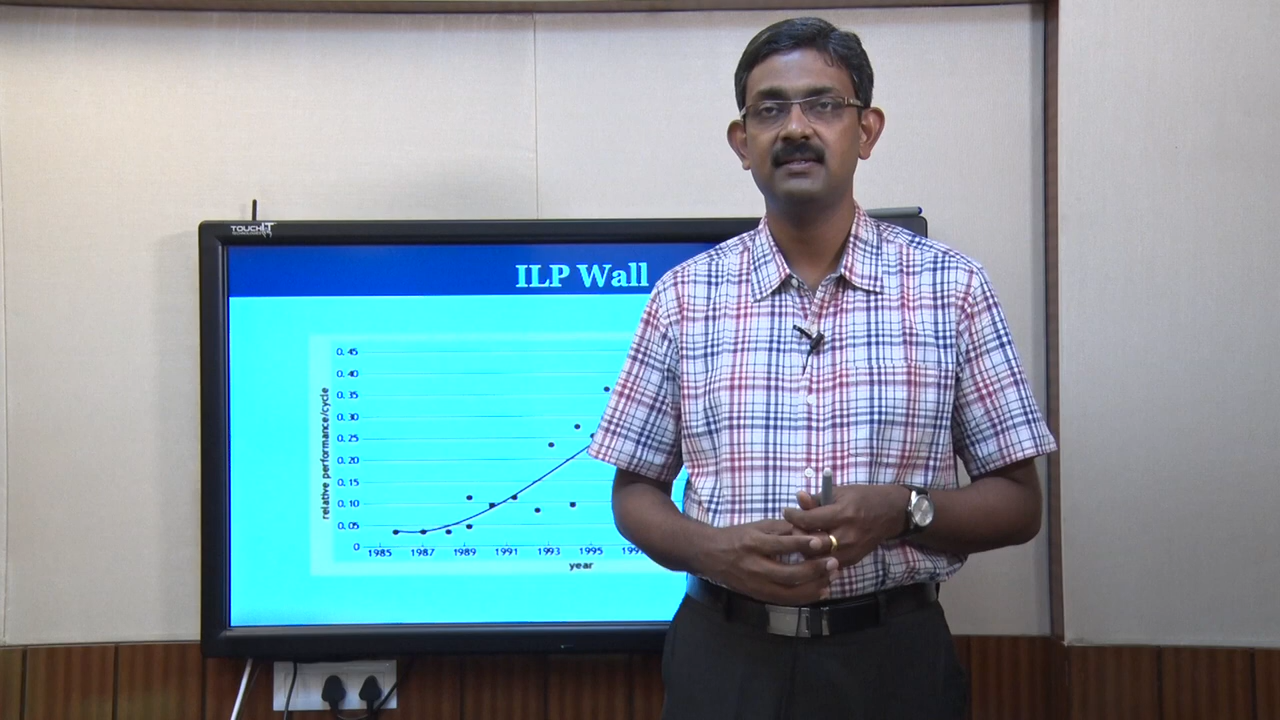 TOUCHIT
ILP Wall
0.45
0.40
0.35
0.30
0.25
0.20
0.15
0.10
0.05
0
relative performance/cycle
1985 1987 1989 1991 1993 1995
year